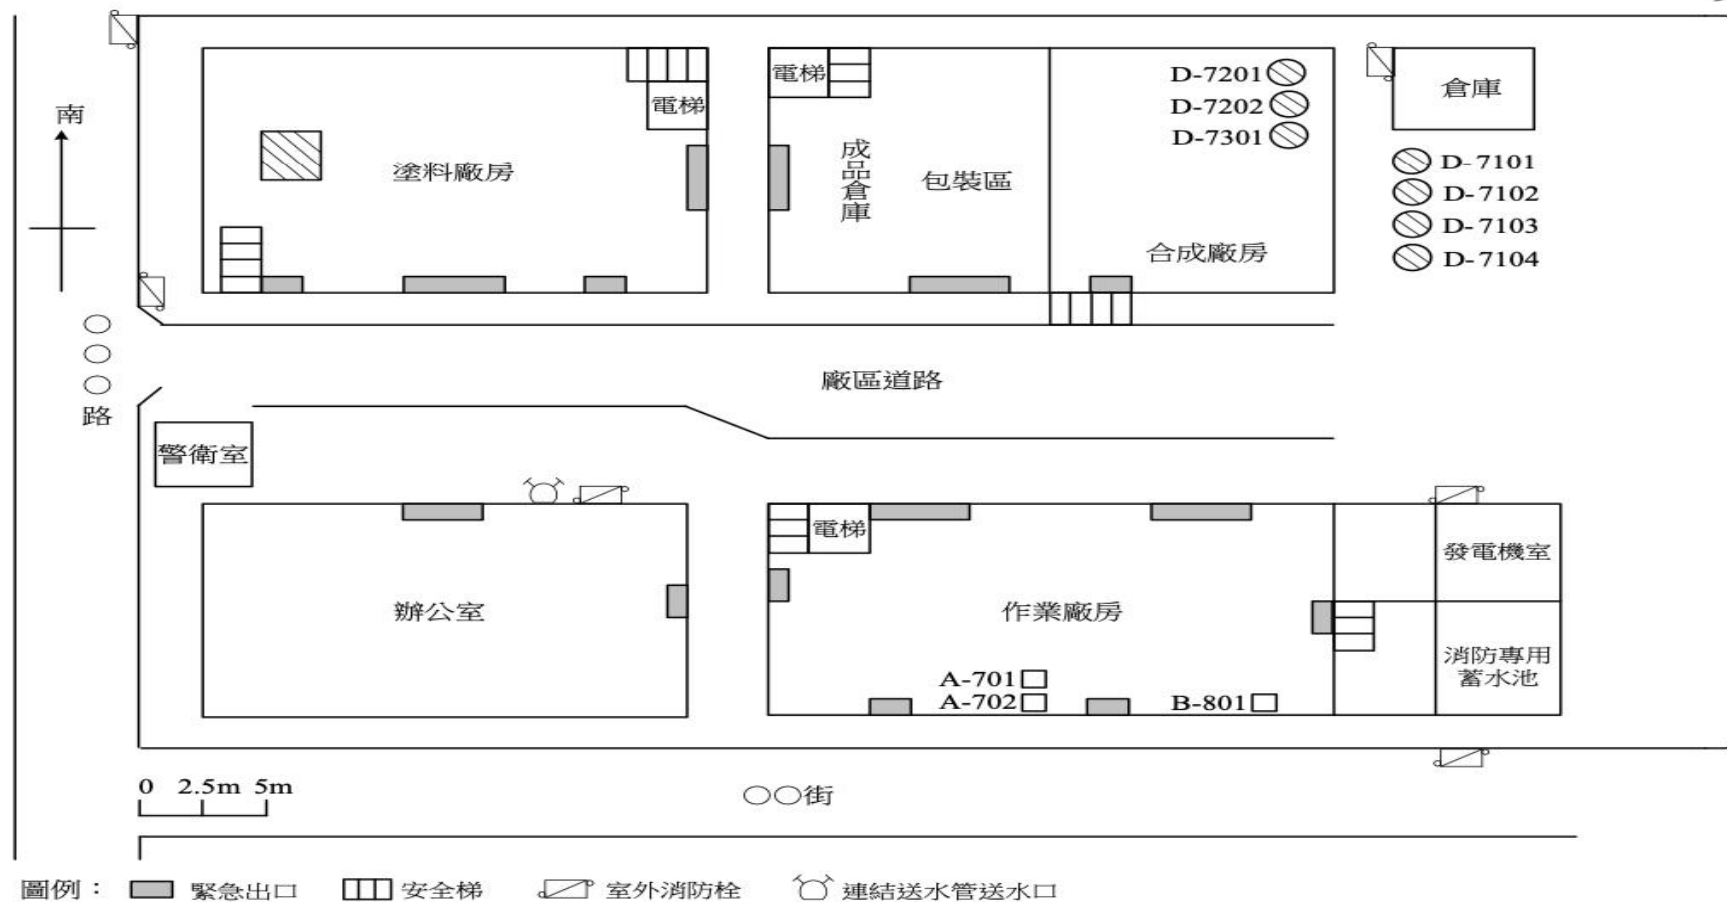 南
電梯
塗料廠房
電梯
成品倉庫
包裝區
D-7201
D-7202
D-7301
合成廠房
倉庫
D-7101
D-7102
D-7103
D-7104
○○○路
廠區道路
警衛室
辦公室
電梯
作業廠房
A-701
A-702
B-801
發電機室
消防專用
蓄水池
0 2.5m 5m
○○街
圖例： 緊急出口 安全梯 室外消防栓 連結送水管送水口